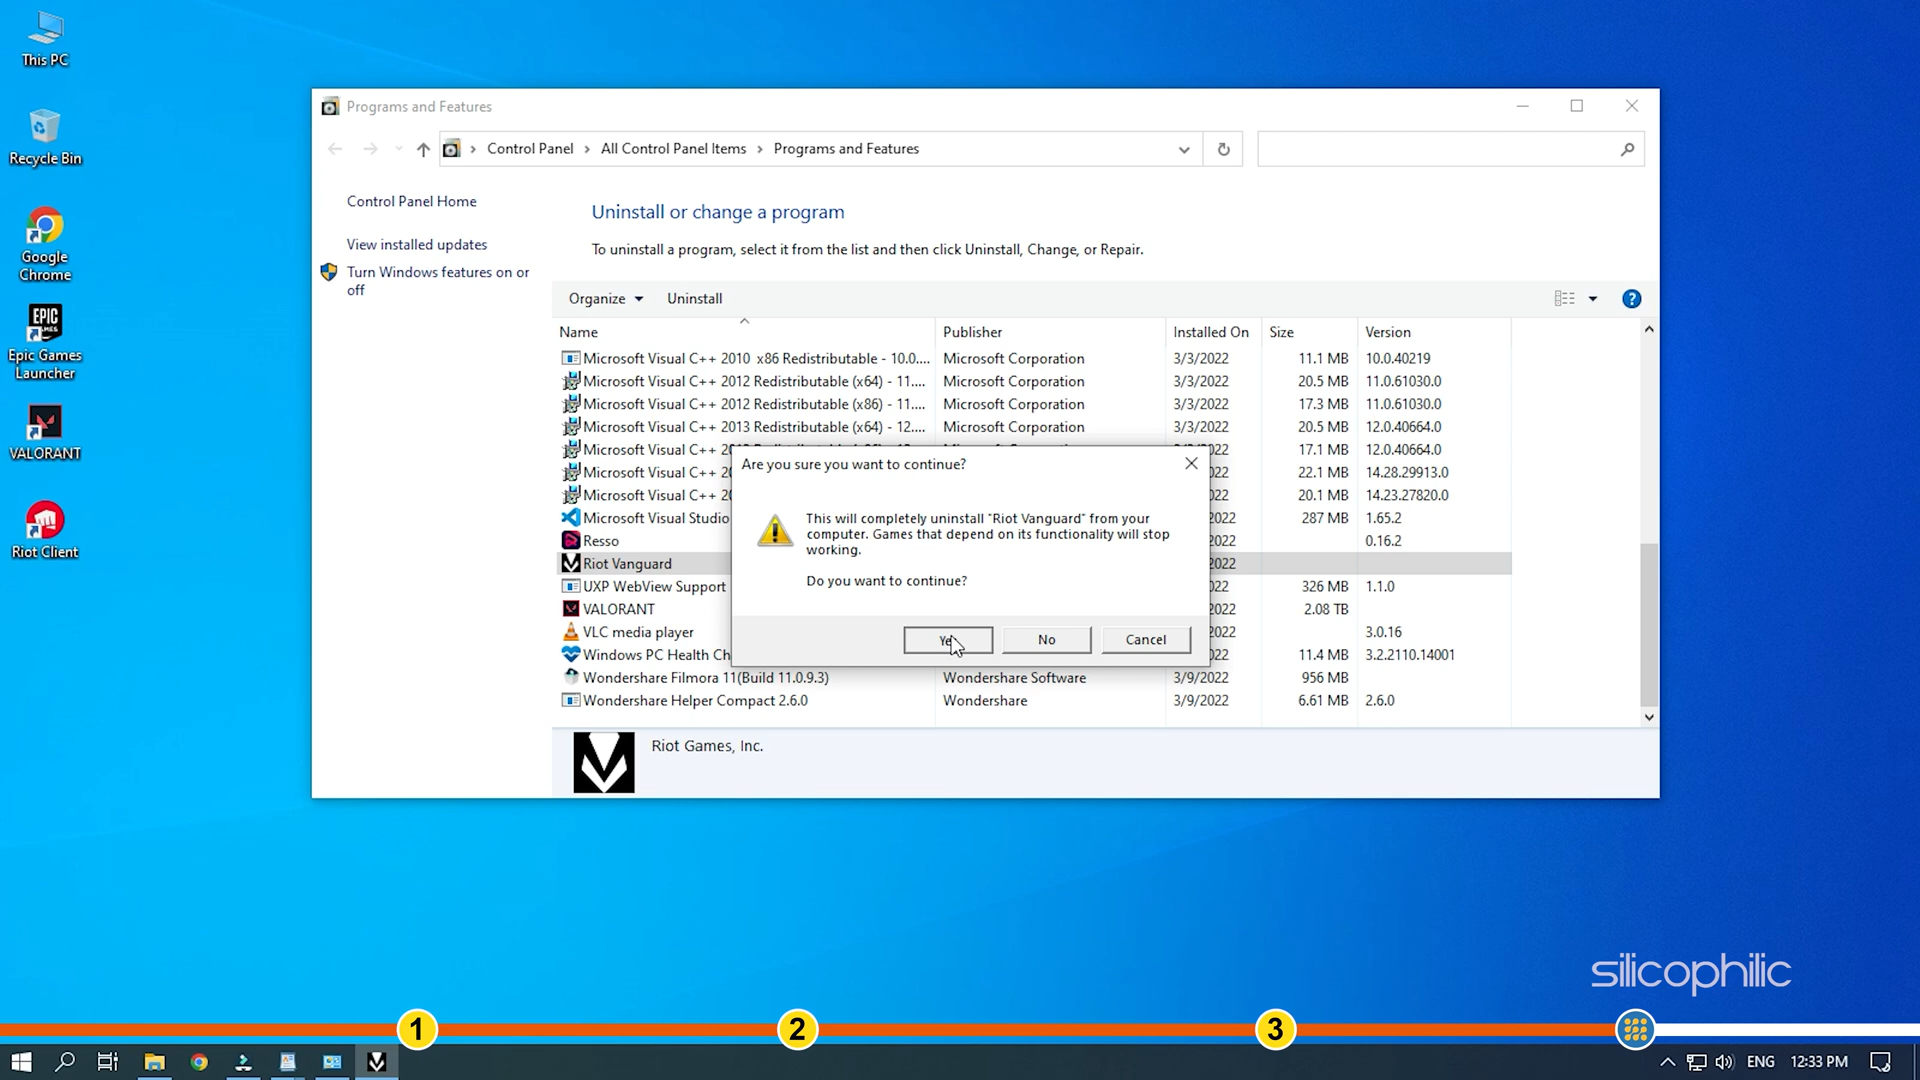 This PC
Recycle Bin
Google
Chrome
EPIC
GAMES
Epic Games
Launcher
VALORANT
Riot Client
Programs and Features
Control Panel
All Control Panel Items
Programs and Features
Control Panel Home
View installed updates
Turn Windows features on or
off
Uninstall or change a program
To uninstall a program, select it from the list and then click Uninstall, Change, or Repair.
Organize
Uninstall
?
Name Publisher Installed On Size Version
Microsoft Visual C++ 2010 x86 Redistributable - 10.0.... Microsoft Corporation 3/3/2022 11.1 MB 10.0.40219
Microsoft Visual C++ 2012 Redistributable (x64) - 11.... Microsoft Corporation 3/3/2022 20.5 MB 11.0.61030.0
Microsoft Visual C++ 2012 Redistributable (x86) - 11.... Microsoft Corporation 3/3/2022 17.3 MB 11.0.61030.0
Microsoft Visual C++ 2013 Redistributable (x64) - 12.... Microsoft Corporation 3/3/2022 20.5 MB 12.0.40664.0
Microsoft Visual C++ 17.1 MB 12.0.40664.0
Microsoft Visual C++ 22.1 MB 14.28.29913.0
Microsoft Visual C++ 20.1 MB 14.23.27820.0
Microsoft Visual Studio 2022 287 MB 1.65.2
Resso 2022 0.16.2
Riot Vanguard 2022
UXP WebView Support 2022 326 MB 1.1.0
VALORANT 2022 2.08 TB
VLC media player 2022 3.0.16
Windows PC Health Ch 2022 11.4 MB 3.2.2110.14001
Wondershare Filmora 11(Build 11.0.9.3) Wondershare Software 3/9/2022 956 MB
Wondershare Helper Compact 2.6.0 Wondershare 3/9/2022 6.61 MB 2.6.0
Are you sure you want to continue?
This will completely uninstall "Riot Vanguard" from your
computer. Games that depend on its functionality will stop
working.
Do you want to continue?
No
Cancel
Riot Games, Inc.
silicophilic
1
2
3
ENG
12:33 PM